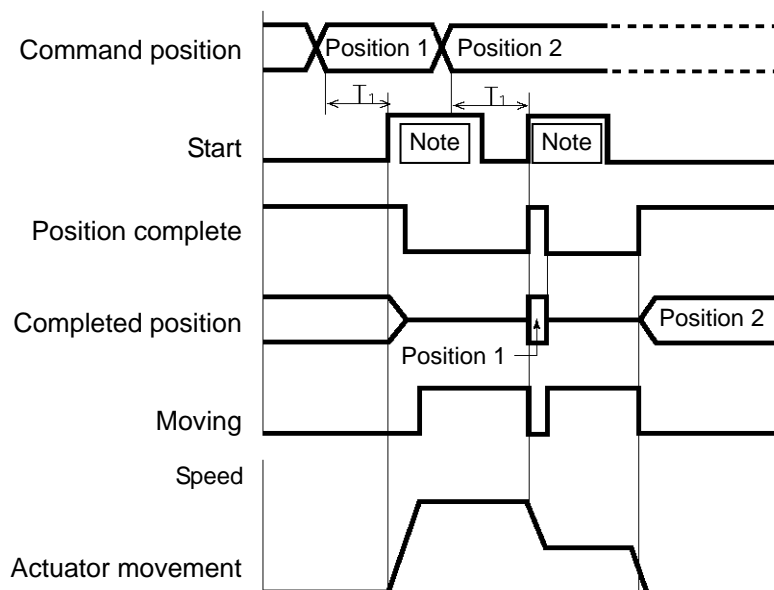 Command position
Position 1
Position 2
T1
T1
Start
Note
Note
Position complete
Completed position
Position 2
Position 1
Moving
Speed
Actuator movement